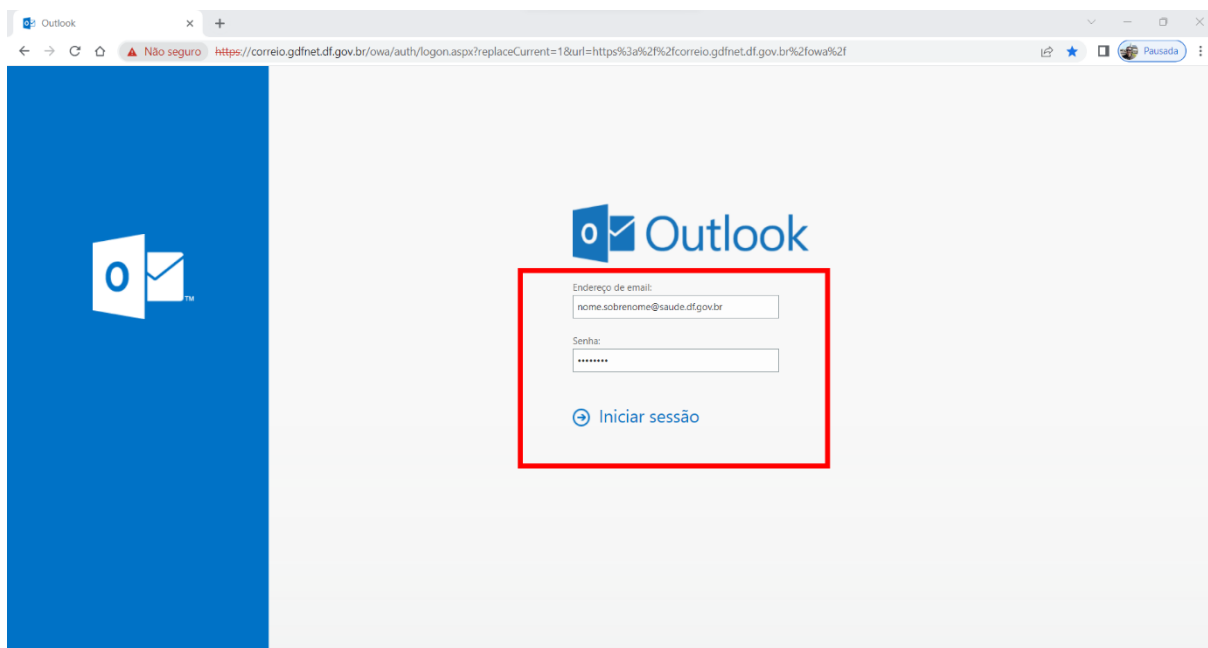 Outlook
Não seguro https://correio.gdfnet.df.gov.br/owa/auth/logon.aspx?replaceCurrent=1&url=https%3a%2f%2fcorreio.gdfnet.df.gov.br%2fowa%2f
Pausada
Outlook
Endereço de email:
nome.sobrenome@saude.df.gov.br
Senha:
••••••••
Iniciar sessão
TM